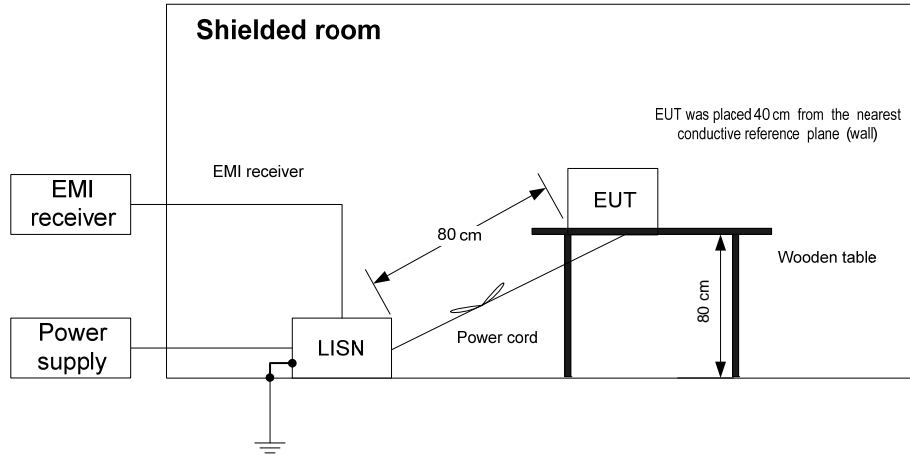 Shielded room
EUT was placed 40 cm from the nearest
conductive reference plane (wall)
EMI receiver
EMI
receiver
EUT
80 cm
Wooden table
80 cm
Power
supply
LISN
Power cord